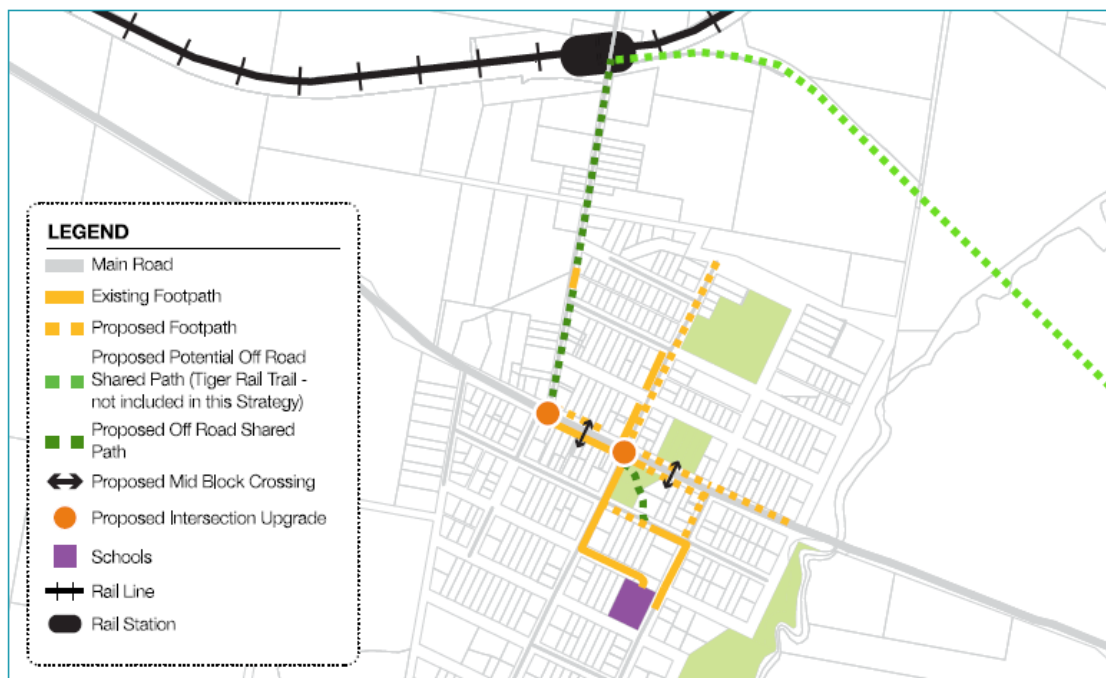 LEGEND
Main Road
Existing Footpath
Proposed Footpath
Proposed Potential Off Road
Shared Path (Tiger Rail Trail -
not included in this Strategy)
Proposed Off Road Shared
Path
Proposed Mid Block Crossing
Proposed Intersection Upgrade
Schools
Rail Line
Rail Station